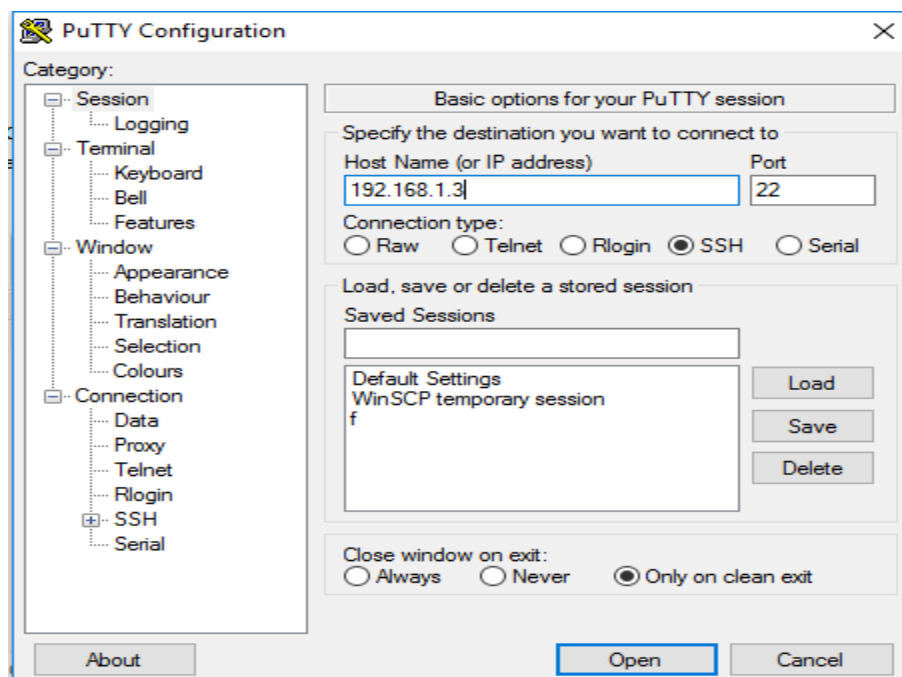 PuTTY Configuration
Category:
Session
Logging
Terminal
Keyboard
Bell
Features
Window
Appearance
Behaviour
Translation
Selection
Colours
Connection
Data
Proxy
Telnet
Rlogin
SSH
Serial
Basic options for your PuTTY session
Specify the destination you want to connect to
Host Name (or IP address) Port
192.168.1.3 22
Connection type:
Raw Telnet Rlogin SSH Serial
Load, save or delete a stored session
Saved Sessions
Default Settings
WinSCP temporary session
f
Load
Save
Delete
Close window on exit:
Always Never Only on clean exit
About Open Cancel